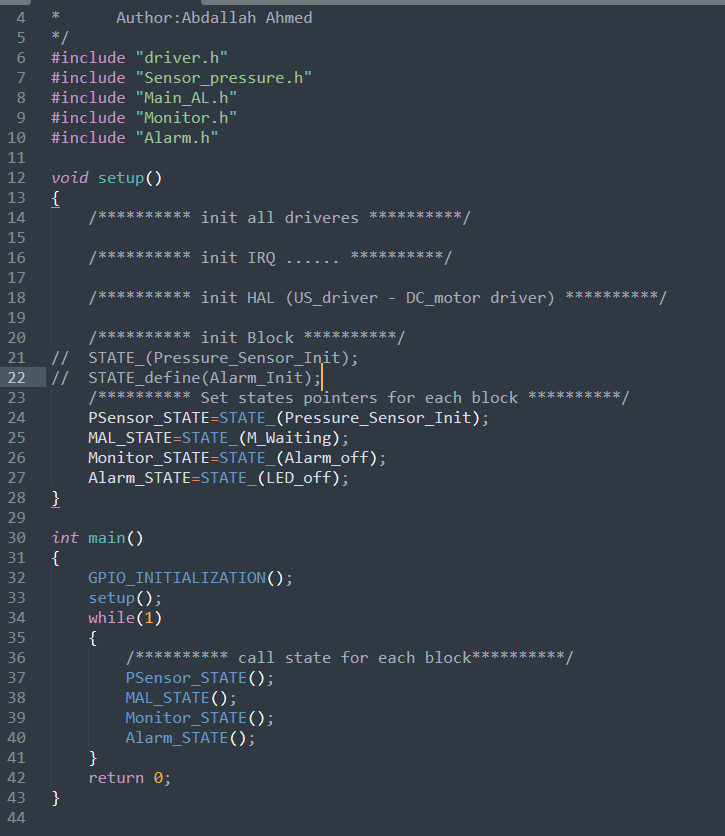 4 *      Author:Abdallah Ahmed
5 */
6 #include "driver.h"
7 #include "Sensor_pressure.h"
8 #include "Main_AL.h"
9 #include "Monitor.h"
10 #include "Alarm.h"
11
12 void setup()
13 {
14     /********** init all driveres **********/
15
16     /********** init IRQ ...... **********/
17
18     /********** init HAL (US_driver - DC_motor driver) **********/
19
20     /********** init Block **********/
21 //  STATE_(Pressure_Sensor_Init);
22 //  STATE_define(Alarm_Init);
23     /********** Set states pointers for each block **********/
24     PSensor_STATE=STATE_(Pressure_Sensor_Init);
25     MAL_STATE=STATE_(M_Waiting);
26     Monitor_STATE=STATE_(Alarm_off);
27     Alarm_STATE=STATE_(LED_off);
28 }
29
30 int main()
31 {
32     GPIO_INITIALIZATION();
33     setup();
34     while(1)
35     {
36         /********** call state for each block**********/
37         PSensor_STATE();
38         MAL_STATE();
39         Monitor_STATE();
40         Alarm_STATE();
41     }
42     return 0;
43 }
44